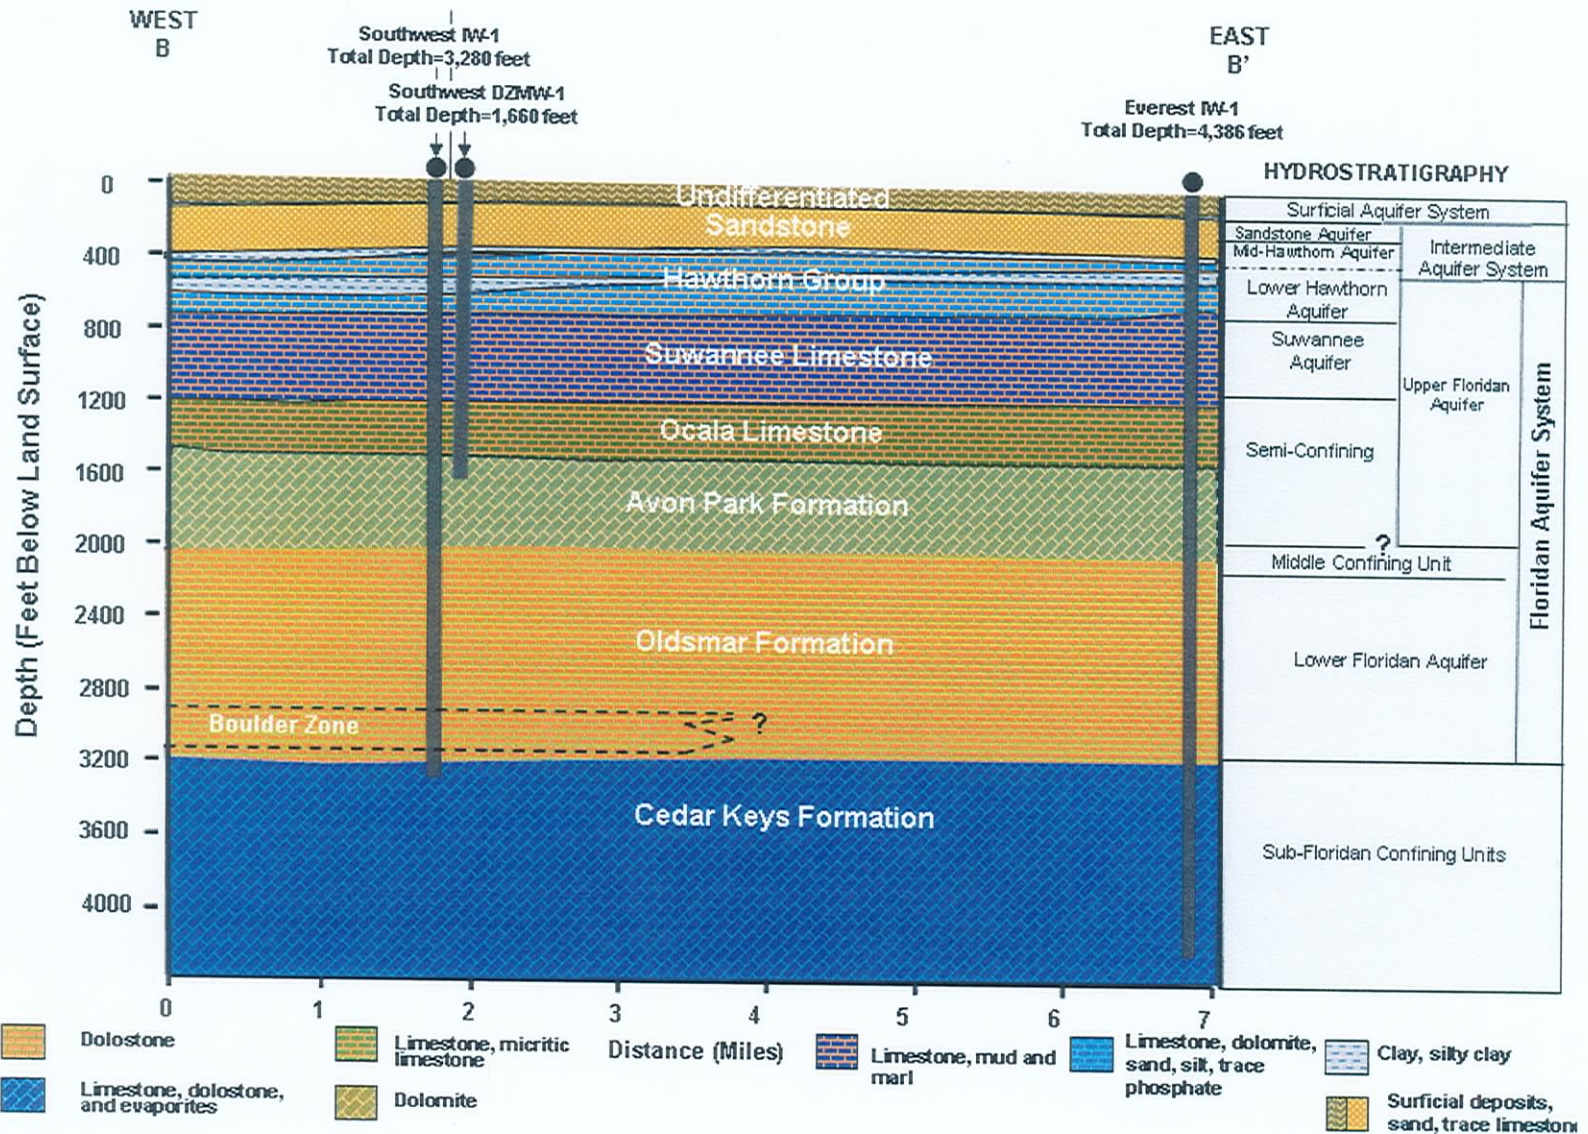 WEST
B
Southwest IW-1
Total Depth=3,280 feet
Southwest DZMW-1
Total Depth=1,660 feet
EAST
B'
Everest IW-1
Total Depth=4,386 feet
HYDROSTRATIGRAPHY
Depth (Feet Below Land Surface)
0
400
800
1200
1600
2000
2400
2800
3200
3600
4000
Undifferentiated
Sandstone
Hawthorn Group
Suwannee Limestone
Ocala Limestone
Avon Park Formation
Oldsmar Formation
Boulder Zone
?
Cedar Keys Formation
Surficial Aquifer System
Sandstone Aquifer
Mid-Hawthorn Aquifer
Intermediate
Aquifer System
Lower Hawthorn
Aquifer
Suwannee
Aquifer
Upper Floridan
Aquifer
Semi-Confining
?
Middle Confining Unit
Lower Floridan Aquifer
Floridan Aquifer System
Sub-Floridan Confining Units
0
1
2
3
4
5
6
7
Distance (Miles)
Dolostone
Limestone, dolostone,
and evaporites
Limestone, micritic
limestone
Dolomite
Limestone, mud and
marl
Limestone, dolomite,
sand, silt, trace
phosphate
Clay, silty clay
Surficial deposits,
sand, trace limestone